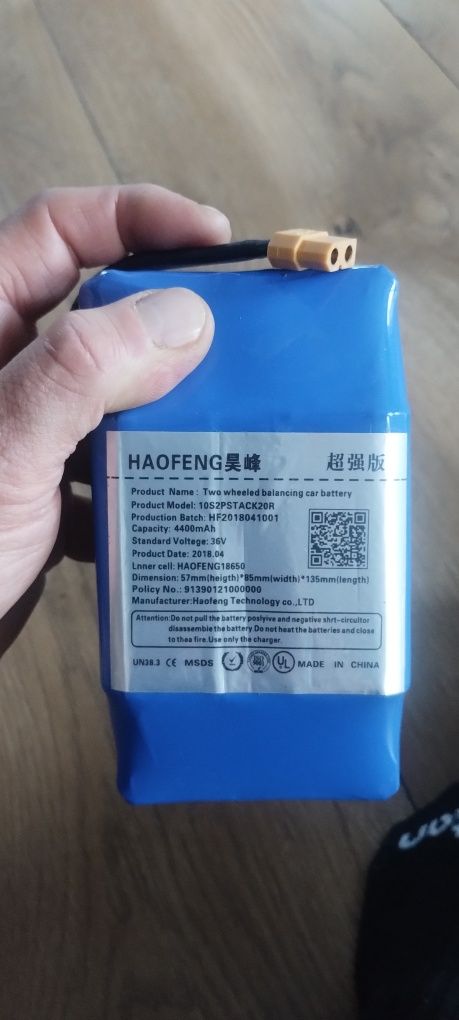 HAOFENG昊峰 超强版
Product Name: Two wheeled balancing car battery
Product Model: 10S2PSTACK20R
Production Batch: HF2018041001
Capacity: 4400mAh
Standard Voltege: 36V
Product Date: 2018.04
Lnner cell: HAOFENG18650
Dimension: 57mm(heigth)*85mm(width)*135mm(length)
Policy No.: 91390121000000
Manufacturer:Haofeng Technology co.,LTD
Attention:Do not pull the battery poslyive and negative shrt-circuitor
disassemble the battery.Do not heat the batteries and close
to thea fire.Use only the charger.
UN38.3 CE MSDS UL MADE IN CHINA